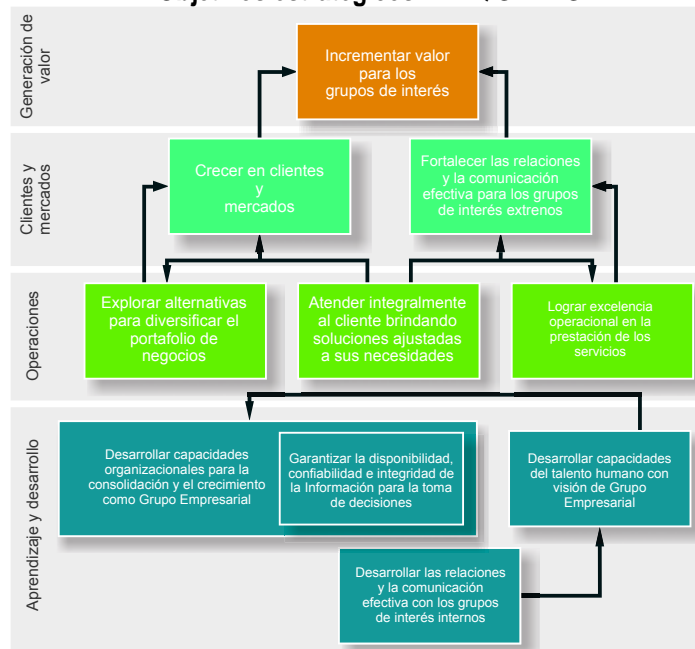 Generación de
valor
Incrementar valor
para los
grupos de interés
Clientes y
mercados
Crecer en clientes
y
mercados
Fortalecer las relaciones
y la comunicación
efectiva para los grupos
de interés extrenos
Operaciones
Explorar alternativas
para diversificar el
portafolio de
negocios
Atender integralmente
al cliente brindando
soluciones ajustadas
a sus necesidades
Lograr excelencia
operacional en la
prestación de los
servicios
Aprendizaje y desarrollo
Desarrollar capacidades
organizacionales para la
consolidación y el crecimiento
como Grupo Empresarial
Garantizar la disponibilidad,
confiabilidad e integridad de
la Información para la toma
de decisiones
Desarrollar capacidades
del talento humano con
visión de Grupo
Empresarial
Desarrollar las relaciones
y la comunicación
efectiva con los grupos
de interés internos